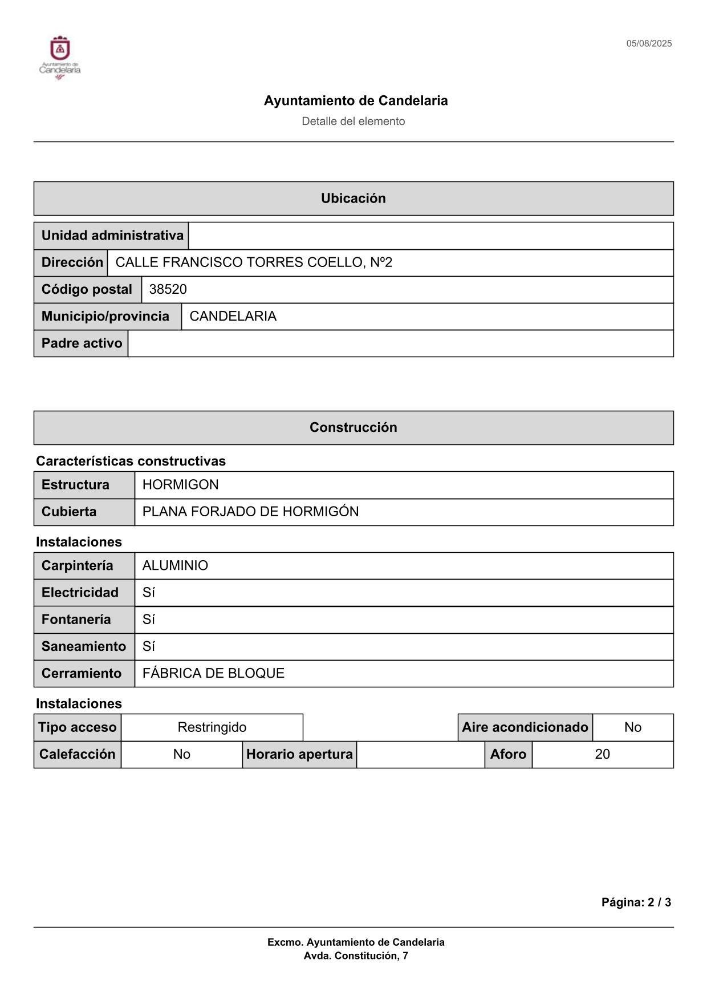 Ayuntamiento de
Candelaria
05/08/2025
Ayuntamiento de Candelaria
Detalle del elemento
Ubicación
Unidad administrativa
Dirección CALLE FRANCISCO TORRES COELLO, Nº2
Código postal 38520
Municipio/provincia CANDELARIA
Padre activo
Construcción
Características constructivas
Estructura HORMIGON
Cubierta PLANA FORJADO DE HORMIGÓN
Instalaciones
Carpintería ALUMINIO
Electricidad Sí
Fontanería Sí
Saneamiento Sí
Cerramiento FÁBRICA DE BLOQUE
Instalaciones
Tipo acceso Restringido Aire acondicionado No
Calefacción No Horario apertura Aforo 20
Página: 2 / 3
Excmo. Ayuntamiento de Candelaria
Avda. Constitución, 7